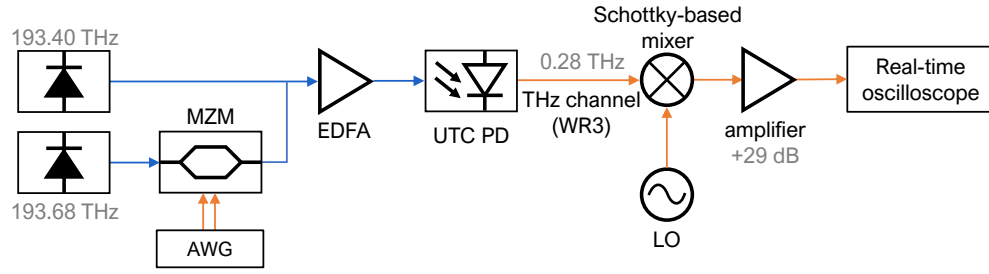 193.40 THz
193.68 THz
MZM
AWG
EDFA
UTC PD
0.28 THz
THz channel
(WR3)
Schottky-based
mixer
LO
amplifier
+29 dB
Real-time
oscilloscope